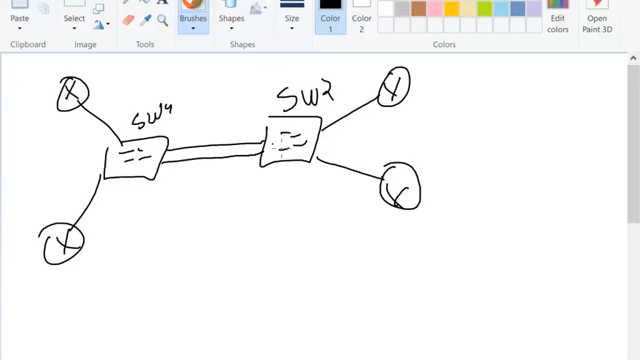 Clipboard
Select
Image
Tools
Brushes
Shapes
Shapes
Size
Color
1
Color
2
Edit
colors
Colors
Open
Paint 3D
X
SW4
SW2
Y
X
Y